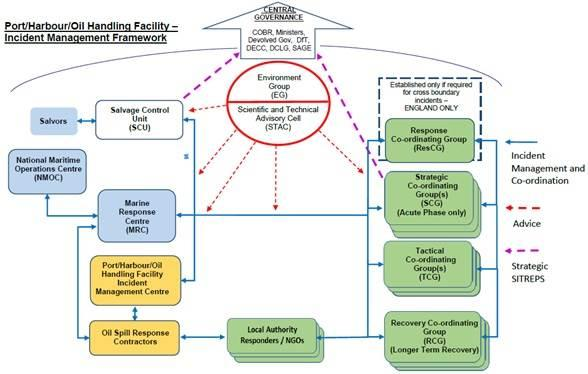 Port/Harbour/Oil Handling Facility –
Incident Management Framework
CENTRAL
GOVERNANCE
COBR, Ministers,
Devolved Gov, DfT,
DECC, DCLG, SAGE
Environment
Group
(EG)
Scientific and Technical
Advisory Cell
(STAC)
Established only if required
for cross boundary
incidents –
ENGLAND ONLY
Salvors
Salvage Control
Unit
(SCU)
Response
Co-ordinating Group
(ResCG)
National Maritime
Operations Centre
(NMOC)
Incident
Management and
Co-ordination
Marine
Response
Centre
(MRC)
Strategic
Co-ordinating
Group(s)
(SCG)
(Acute Phase only)
Advice
Port/Harbour/Oil
Handling Facility
Incident
Management Centre
Tactical
Co-ordinating
Group(s)
(TCG)
Strategic
SITREPS
Oil Spill Response
Contractors
Local Authority
Responders / NGOs
Recovery Co-ordinating
Group
(RCG)
(Longer Term Recovery)